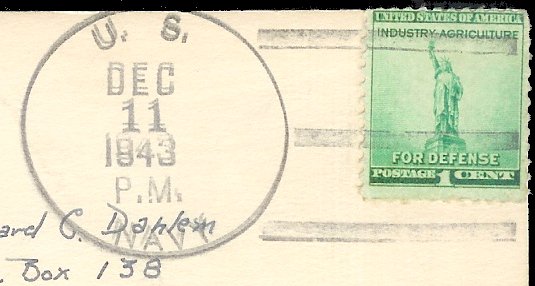 U. S.
DEC
11
1943
P.M.
NAVY
UNITED STATES OF AMERICA
INDUSTRY AGRICULTURE
FOR DEFENSE
POSTAGE 1 CENT
ard C. Dahlem
Box 138